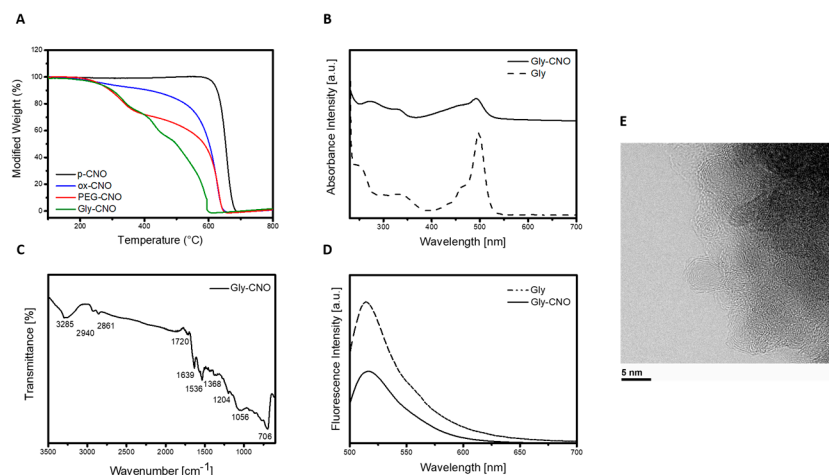 A
Modified Weight (%)
120
100
80
60
40
20
0
p-CNO
ox-CNO
PEG-CNO
Gly-CNO
200
400
600
800
Temperature (°C)
B
Absorbance Intensity [a.u.]
Gly-CNO
Gly
300
400
500
600
700
Wavelength [nm]
C
Transmittance [%]
Gly-CNO
3285
2940
2861
1720
1639
1536
1368
1204
1056
706
3500
3000
2500
2000
1500
1000
Wavenumber [cm-1]
D
Fluorescence Intensity [a.u.]
Gly
Gly-CNO
500
550
600
650
700
Wavelength [nm]
E
5 nm